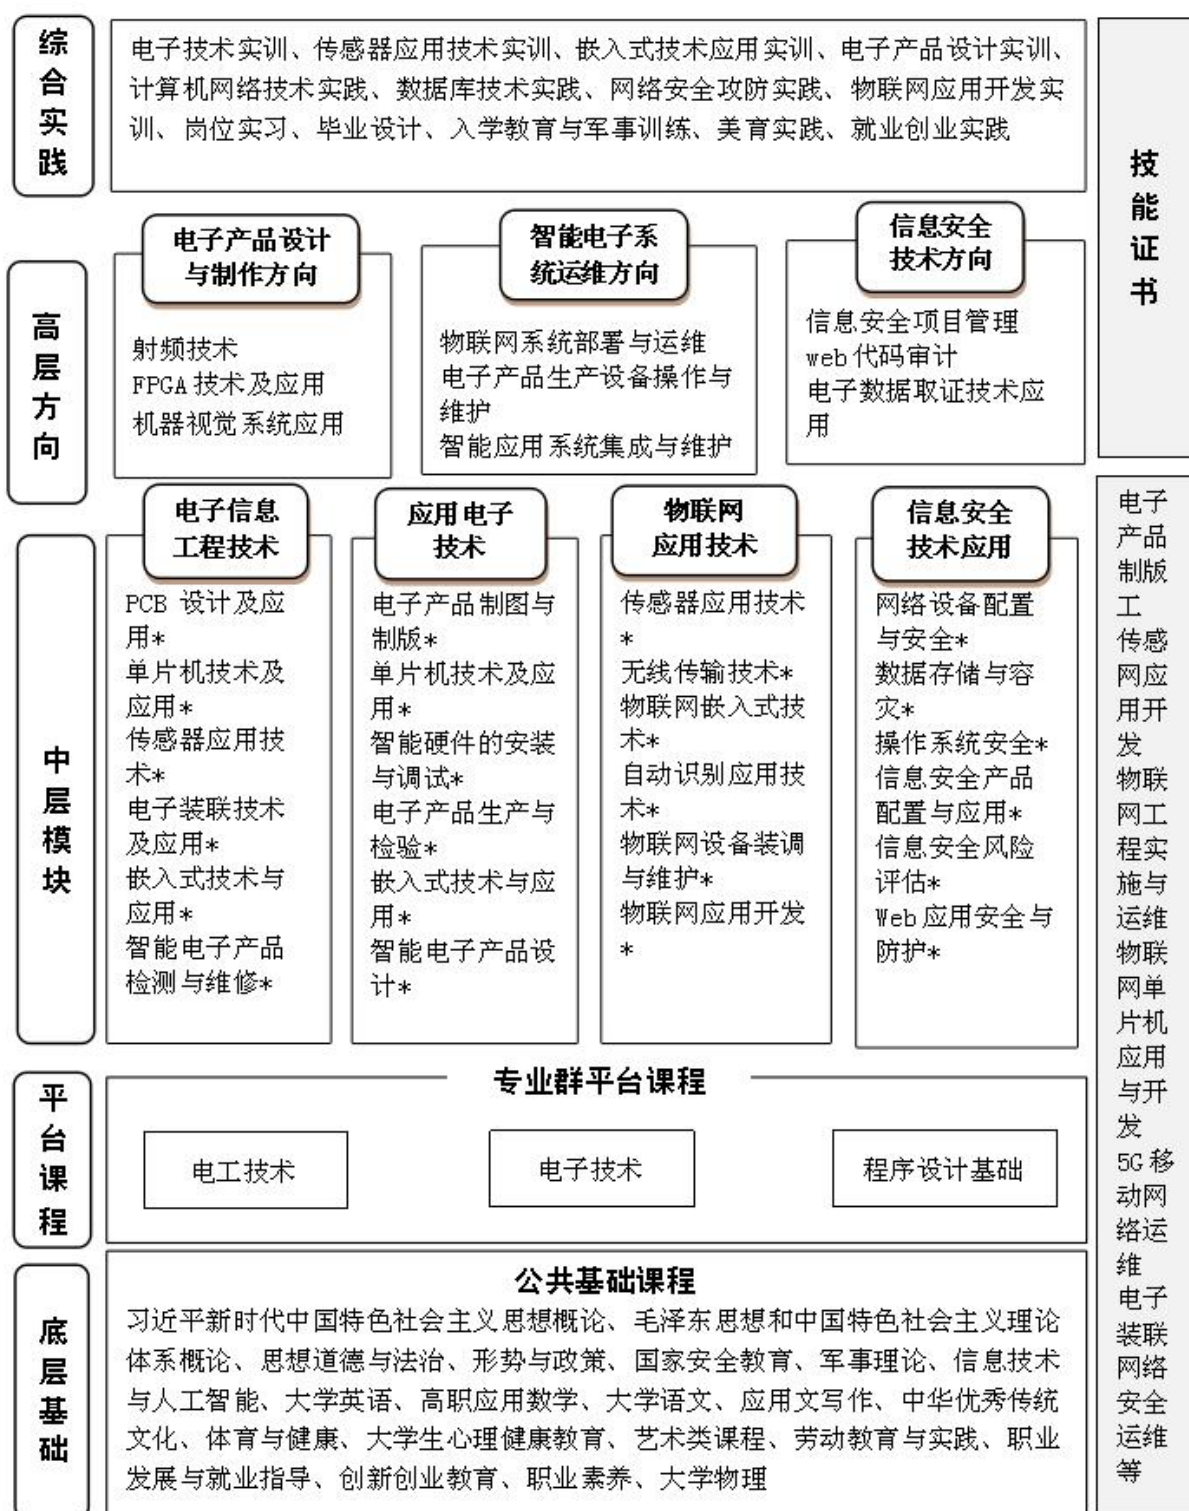 综
合
实
践
电子技术实训、传感器应用技术实训、嵌入式技术应用实训、电子产品设计实训、
计算机网络技术实践、数据库技术实践、网络安全攻防实践、物联网应用开发实
训、岗位实习、毕业设计、入学教育与军事训练、美育实践、就业创业实践
技
能
证
书
高
层
方
向
电子产品设计
与制作方向
射频技术
FPGA 技术及应用
机器视觉系统应用
智能电子系
统运维方向
物联网系统部署与运维
电子产品生产设备操作与
维护
智能应用系统集成与维护
信息安全
技术方向
信息安全项目管理
web 代码审计
电子数据取证技术应
用
中
层
模
块
电子信息
工程技术
PCB 设计及应
用*
单片机技术及
应用*
传感器应用技
术*
电子装联技术
及应用*
嵌入式技术与
应用*
智能电子产品
检测与维修*
应用电子
技术
电子产品制图与
制版*
单片机技术及应
用*
智能硬件的安装
与调试*
电子产品生产与
检验*
嵌入式技术与应
用*
智能电子产品设
计*
物联网
应用技术
传感器应用技术
*
无线传输技术*
物联网嵌入式技
术*
自动识别应用技
术*
物联网设备装调
与维护*
物联网应用开发
*
信息安全
技术应用
网络设备配置
与安全*
数据存储与容
灾*
操作系统安全*
信息安全产品
配置与应用*
信息安全风险
评估*
Web 应用安全与
防护*
电子
产品
制版
工
传感
网应
用开
发
物联
网工
程实
施与
运维
物联
网单
片机
应用
与开
发
5G 移
动网
络运
维
电子
装联
网络
安全
运维
等
平
台
课
程
专业群平台课程
电工技术
电子技术
程序设计基础
底
层
基
础
公共基础课程
习近平新时代中国特色社会主义思想概论、毛泽东思想和中国特色社会主义理论
体系概论、思想道德与法治、形势与政策、国家安全教育、军事理论、信息技术
与人工智能、大学英语、高职应用数学、大学语文、应用文写作、中华优秀传统
文化、体育与健康、大学生心理健康教育、艺术类课程、劳动教育与实践、职业
发展与就业指导、创新创业教育、职业素养、大学物理